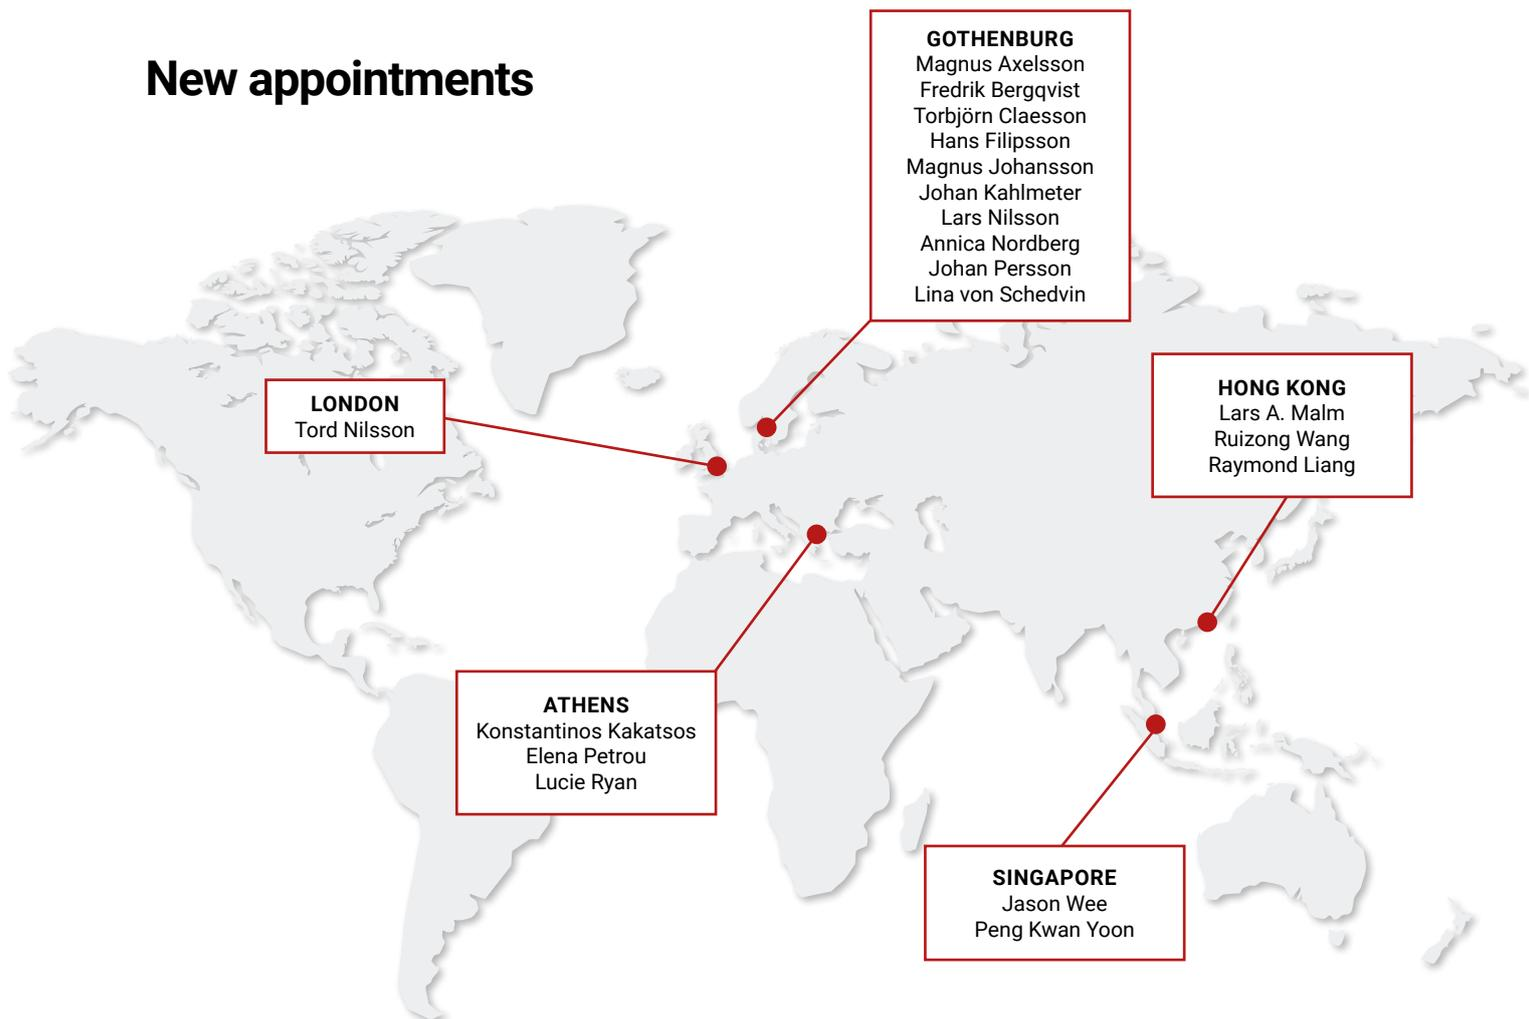 New appointments
GOTHENBURG
Magnus Axelsson
Fredrik Bergqvist
Torbjörn Claesson
Hans Filipsson
Magnus Johansson
Johan Kahlmeter
Lars Nilsson
Annica Nordberg
Johan Persson
Lina von Schedvin
HONG KONG
Lars A. Malm
Ruizong Wang
Raymond Liang
LONDON
Tord Nilsson
ATHENS
Konstantinos Kakatsos
Elena Petrou
Lucie Ryan
SINGAPORE
Jason Wee
Peng Kwan Yoon